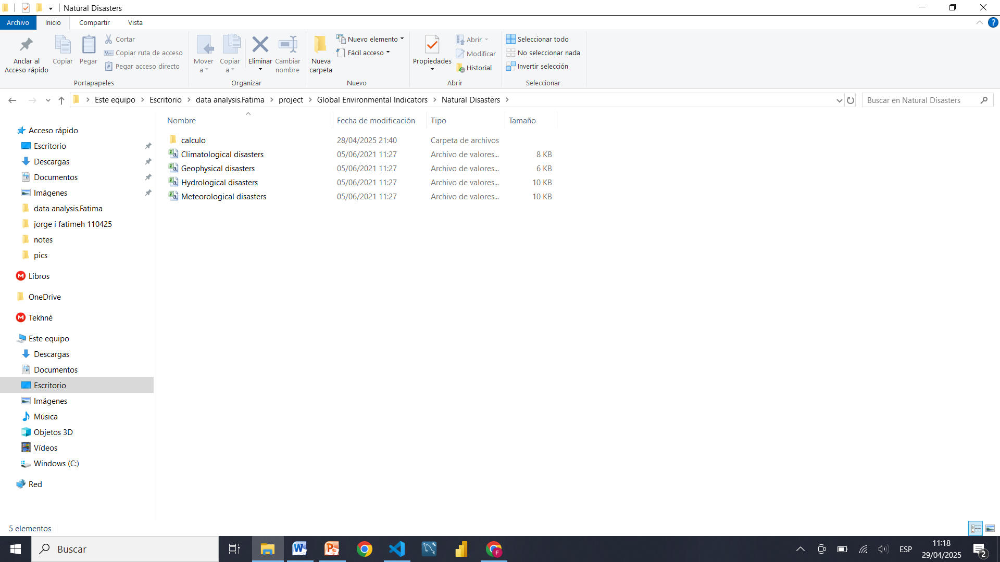 Natural Disasters
Archivo Inicio Compartir Vista
Anclar al Acceso rápido
Copiar
Pegar
Cortar
Copiar ruta de acceso
Pegar acceso directo
Portapapeles
Mover a
Copiar a
Eliminar
Cambiar nombre
Organizar
Nueva carpeta
Nuevo elemento
Fácil acceso
Nuevo
Propiedades
Abrir
Modificar
Historial
Abrir
Seleccionar todo
No seleccionar nada
Invertir selección
Seleccionar
Este equipo > Escritorio > data analysis.Fatima > project > Global Environmental Indicators > Natural Disasters >
Buscar en Natural Disasters
Acceso rápido
Escritorio
Descargas
Documentos
Imágenes
data analysis.Fatima
jorge i fatimeh 110425
notes
pics
Libros
OneDrive
Tekhné
Este equipo
Descargas
Documentos
Escritorio
Imágenes
Música
Objetos 3D
Vídeos
Windows (C:)
Red
Nombre Fecha de modificación Tipo Tamaño
calculo 28/04/2025 21:40 Carpeta de archivos
Climatological disasters 05/06/2021 11:27 Archivo de valores... 8 KB
Geophysical disasters 05/06/2021 11:27 Archivo de valores... 6 KB
Hydrological disasters 05/06/2021 11:27 Archivo de valores... 10 KB
Meteorological disasters 05/06/2021 11:27 Archivo de valores... 10 KB
5 elementos
Buscar
ESP
11:18
29/04/2025
2